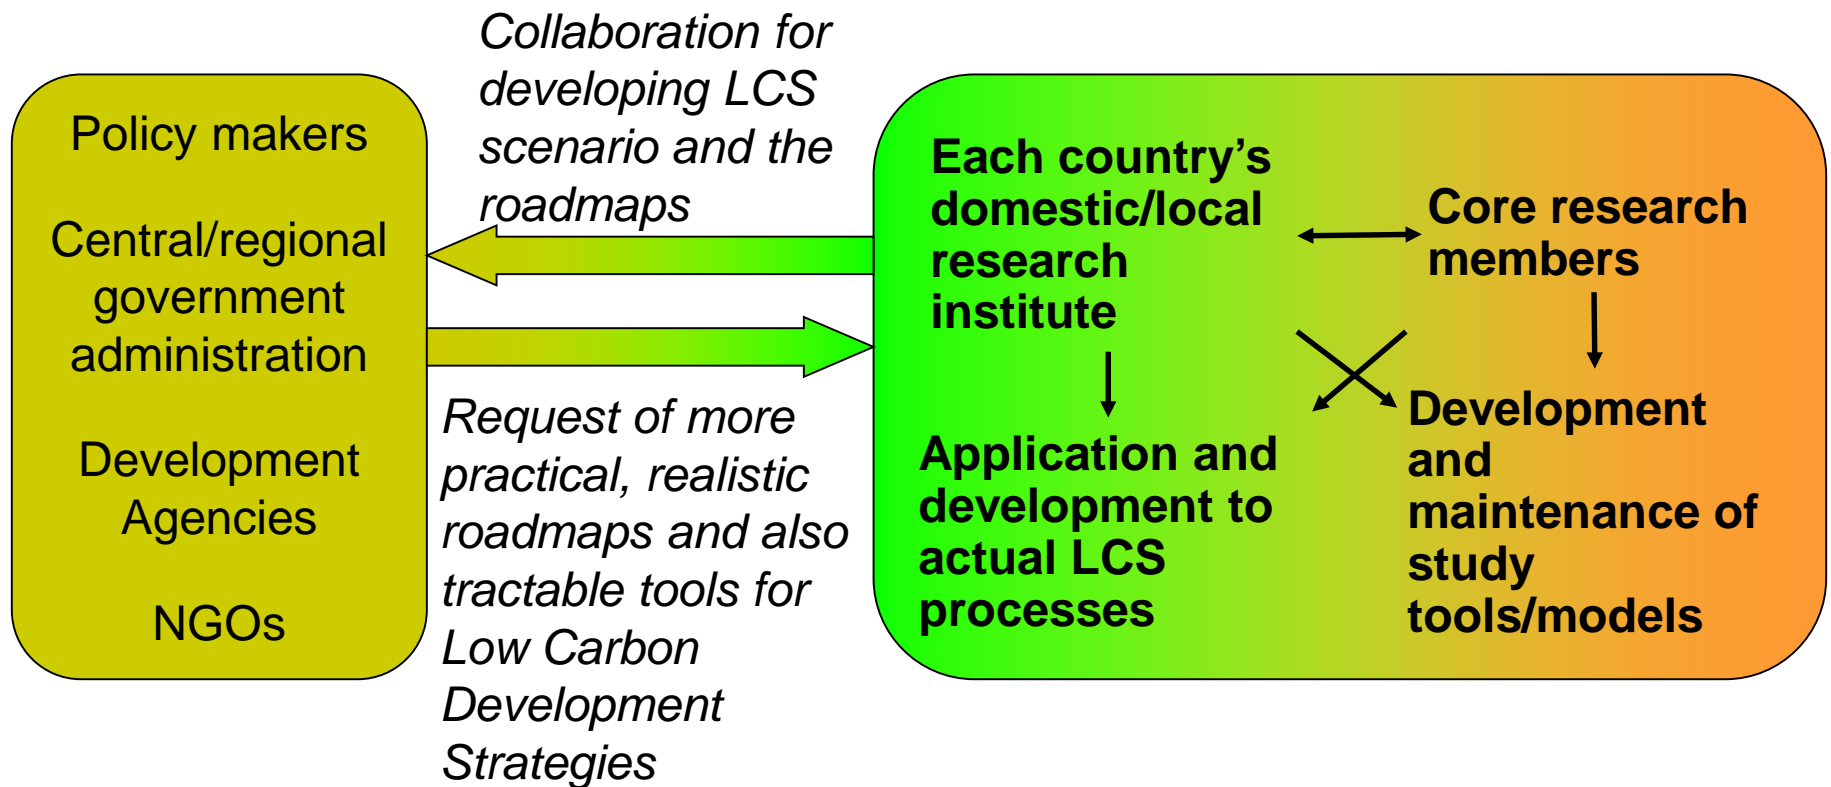 Policy makers
Central/regional
government
administration
Development
Agencies
NGOs
Collaboration for
developing LCS
scenario and the
roadmaps
Request of more
practical, realistic
roadmaps and also
tractable tools for
Low Carbon
Development
Strategies
Each country’s
domestic/local
research
institute
Core research
members
Application and
development to
actual LCS
processes
Development
and
maintenance of
study
tools/models